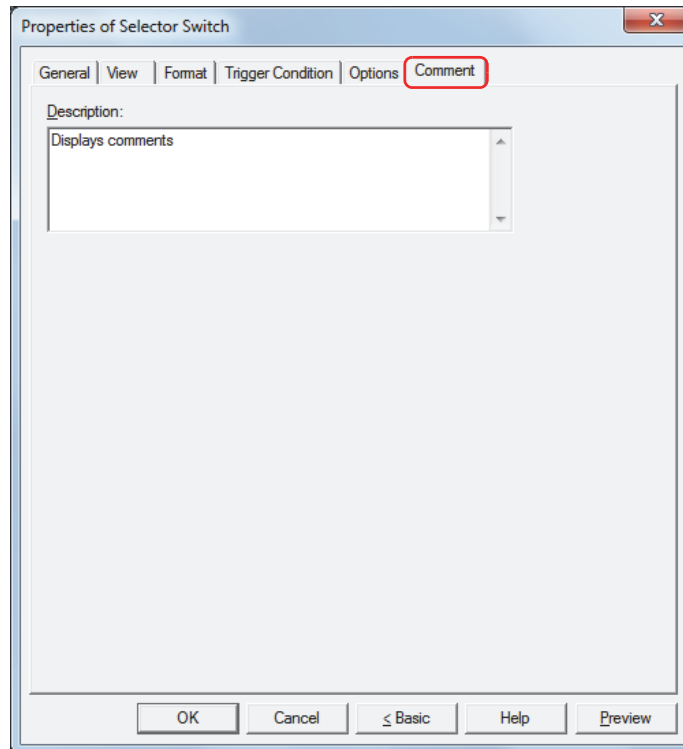 Properties of Selector Switch
General View Format Trigger Condition Options Comment
Description:
Displays comments
OK Cancel < Basic Help Preview